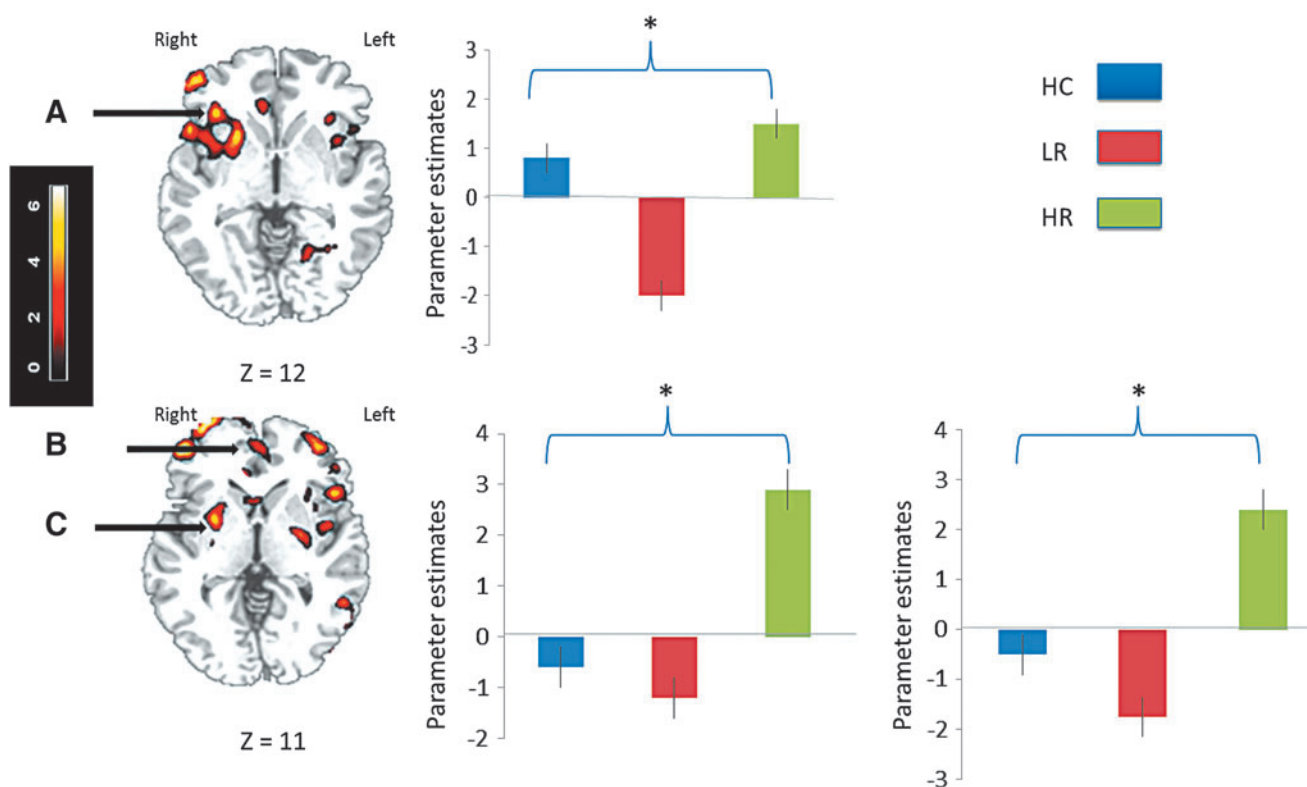 Right Left
A
6
4
2
0
Z = 12
*
Parameter estimates
3
2
1
0
-1
-2
-3
HC
LR
HR
Right Left
B
C
Z = 11
*
Parameter estimates
4
3
2
1
0
-1
-2
*
Parameter estimates
4
3
2
1
0
-1
-2
-3